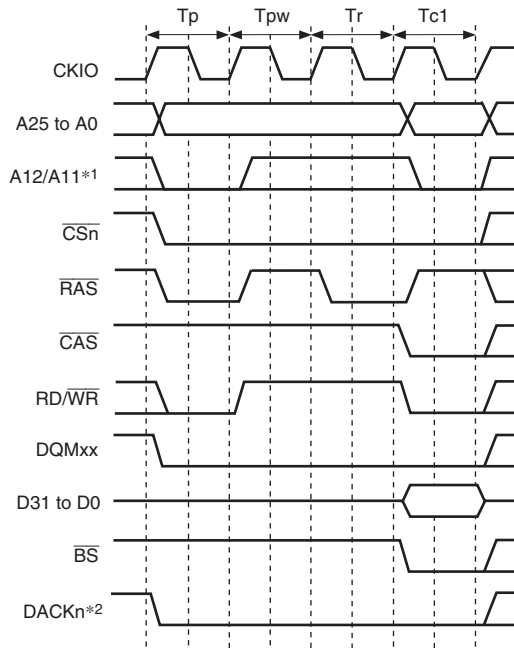 Tp Tpw Tr Tc1
CKIO
A25 to A0
A12/A11*1
CSn
RAS
CAS
RD/WR
DQMxx
D31 to D0
BS
DACKn*2